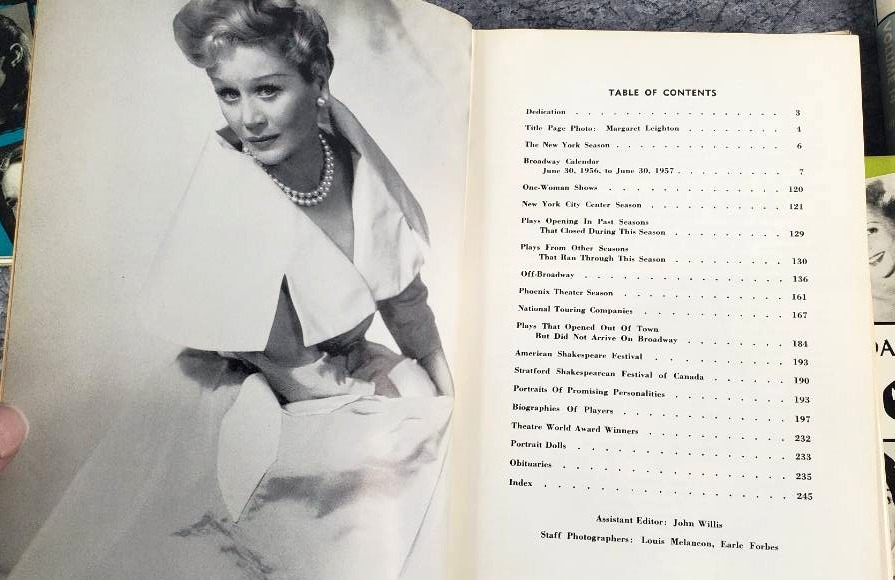 TABLE OF CONTENTS
Dedication . . . . . . . . . . . . . . . . . 3
Title Page Photo: Margaret Leighton . . . . . . . . 4
The New York Season . . . . . . . . . . . . . 6
Broadway Calendar
June 30, 1956, to June 30, 1957 . . . . . . . . 7
One-Woman Shows . . . . . . . . . . . . . 120
New York City Center Season . . . . . . . . . . 121
Plays Opening In Past Seasons
That Closed During This Season . . . . . . . . 129
Plays From Other Seasons
That Ran Through This Season . . . . . . . . 130
Off-Broadway . . . . . . . . . . . . . . . 136
Phoenix Theater Season . . . . . . . . . . . . 161
National Touring Companies . . . . . . . . . . . 167
Plays That Opened Out Of Town
But Did Not Arrive On Broadway . . . . . . . . 184
American Shakespeare Festival . . . . . . . . . . 193
Stratford Shakespearean Festival of Canada . . . . . . 190
Portraits Of Promising Personalities . . . . . . . . . 193
Biographies Of Players . . . . . . . . . . . . . 197
Theatre World Award Winners . . . . . . . . . . . 232
Portrait Dolls . . . . . . . . . . . . . . . 233
Obituaries . . . . . . . . . . . . . . . . 235
Index . . . . . . . . . . . . . . . . . 245
Assistant Editor: John Willis
Staff Photographers: Louis Melancon, Earle Forbes